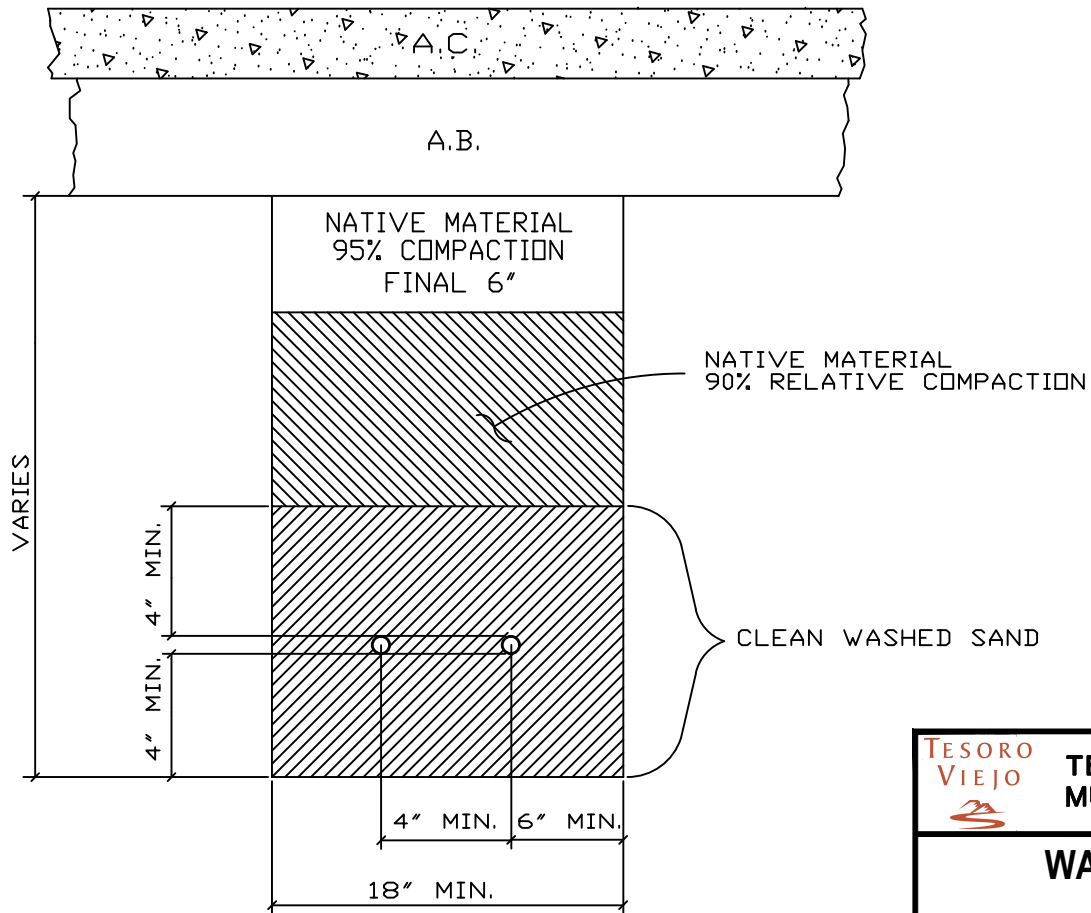 A.C.
A.B.
NATIVE MATERIAL
95% COMPACTION
FINAL 6"
NATIVE MATERIAL
90% RELATIVE COMPACTION
VARIES
4" MIN.
4" MIN.
CLEAN WASHED SAND
4" MIN.
6" MIN.
18" MIN.
TESORO
VIEJO